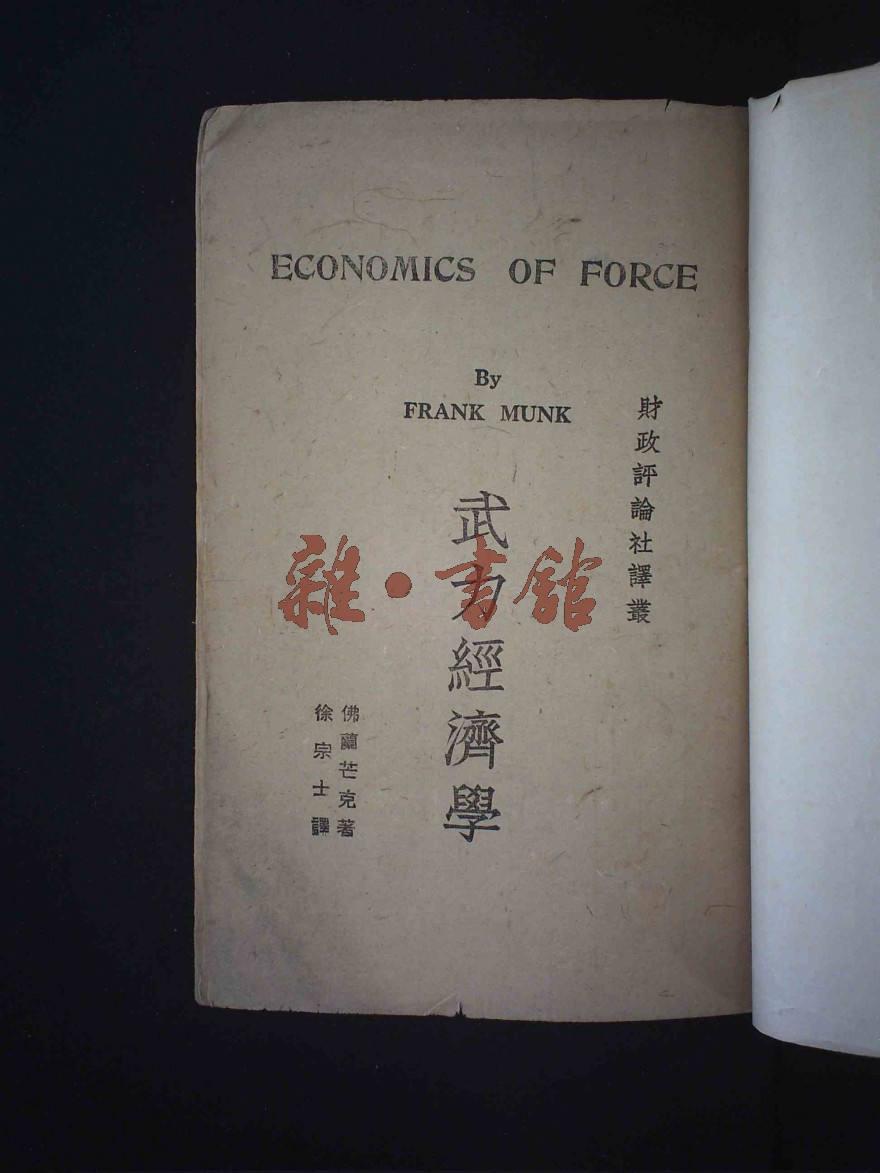 ECONOMICS OF FORCE
By
FRANK MUNK
財政評論社譯叢
武力經濟學
佛蘭芒克著
徐宗士譯
雜·書館